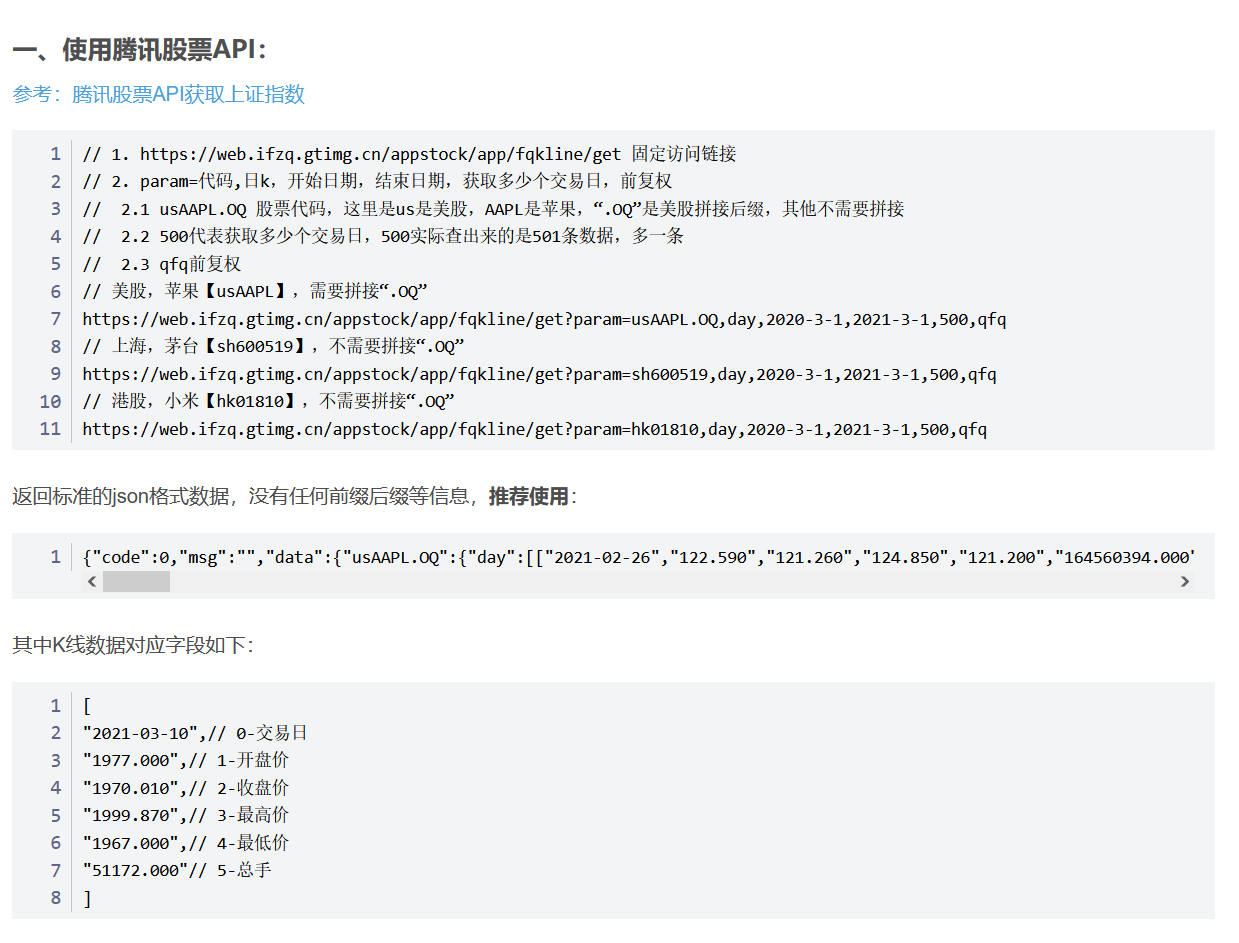 一、使用腾讯股票API：
参考：腾讯股票API获取上证指数
1 // 1. https://web.ifzq.gtimg.cn/appstock/app/fqkline/get 固定访问链接
2 // 2. param=代码,日k，开始日期，结束日期，获取多少个交易日，前复权
3 //  2.1 usAAPL.OQ 股票代码，这里是us是美股，AAPL是苹果，“.OQ”是美股拼接后缀，其他不需要拼接
4 //  2.2 500代表获取多少个交易日，500实际查出来的是501条数据，多一条
5 //  2.3 qfq前复权
6 // 美股，苹果【usAAPL】，需要拼接“.OQ”
7 https://web.ifzq.gtimg.cn/appstock/app/fqkline/get?param=usAAPL.OQ,day,2020-3-1,2021-3-1,500,qfq
8 // 上海，茅台【sh600519】，不需要拼接“.OQ”
9 https://web.ifzq.gtimg.cn/appstock/app/fqkline/get?param=sh600519,day,2020-3-1,2021-3-1,500,qfq
10 // 港股，小米【hk01810】，不需要拼接“.OQ”
11 https://web.ifzq.gtimg.cn/appstock/app/fqkline/get?param=hk01810,day,2020-3-1,2021-3-1,500,qfq
返回标准的json格式数据，没有任何前缀后缀等信息，推荐使用：
1 {"code":0,"msg":"","data":{"usAAPL.OQ":{"day":[["2021-02-26","122.590","121.260","124.850","121.200","164560394.000"
其中K线数据对应字段如下：
1 [
2 "2021-03-10",// 0-交易日
3 "1977.000",// 1-开盘价
4 "1970.010",// 2-收盘价
5 "1999.870",// 3-最高价
6 "1967.000",// 4-最低价
7 "51172.000"// 5-总手
8 ]